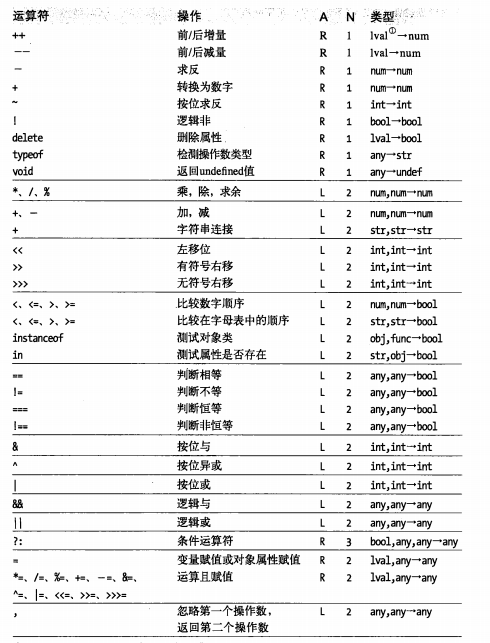 运算符 操作 A N 类型
++ 前/后增量 R 1 lval①→num
-- 前/后减量 R 1 lval→num
- 求反 R 1 num→num
+ 转换为数字 R 1 num→num
~ 按位求反 R 1 int→int
! 逻辑非 R 1 bool→bool
delete 删除属性 R 1 lval→bool
typeof 检测操作数类型 R 1 any→str
void 返回undefined值 R 1 any→undef
*、/、% 乘，除，求余 L 2 num,num→num
+、- 加，减 L 2 num,num→num
+ 字符串连接 L 2 str,str→str
<< 左移位 L 2 int,int→int
>> 有符号右移 L 2 int,int→int
>>> 无符号右移 L 2 int,int→int
<、<=、>、>= 比较数字顺序 L 2 num,num→bool
<、<=、>、>= 比较在字母表中的顺序 L 2 str,str→bool
instanceof 测试对象类 L 2 obj,func→bool
in 测试属性是否存在 L 2 str,obj→bool
== 判断相等 L 2 any,any→bool
!= 判断不等 L 2 any,any→bool
=== 判断恒等 L 2 any,any→bool
!== 判断非恒等 L 2 any,any→bool
& 按位与 L 2 int,int→int
^ 按位异或 L 2 int,int→int
| 按位或 L 2 int,int→int
&& 逻辑与 L 2 any,any→any
|| 逻辑或 L 2 any,any→any
?: 条件运算符 R 3 bool,any,any→any
= 变量赋值或对象属性赋值 R 2 lval,any→any
*=、/=、%=、+=、-=、&=、 运算且赋值 R 2 lval,any→any
^=、|=、<<=、>>=、>>>=
, 忽略第一个操作数， L 2 any,any→any
返回第二个操作数